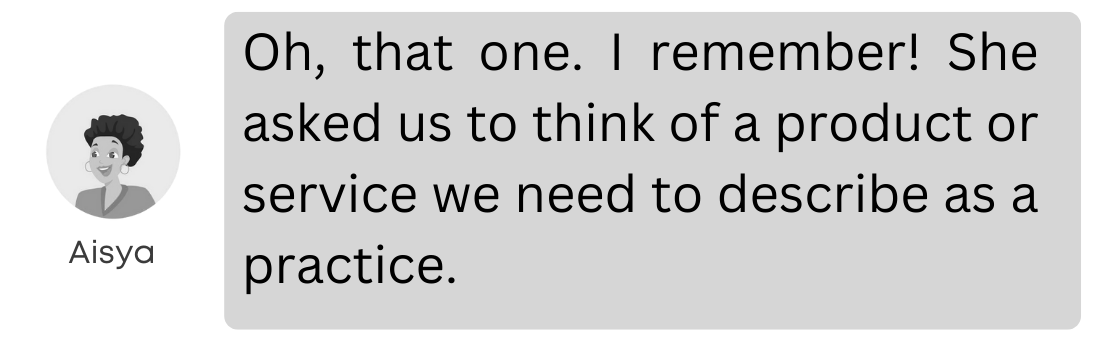 Oh, that one. I remember! She
asked us to think of a product or
service we need to describe as a
practice.
Aisya